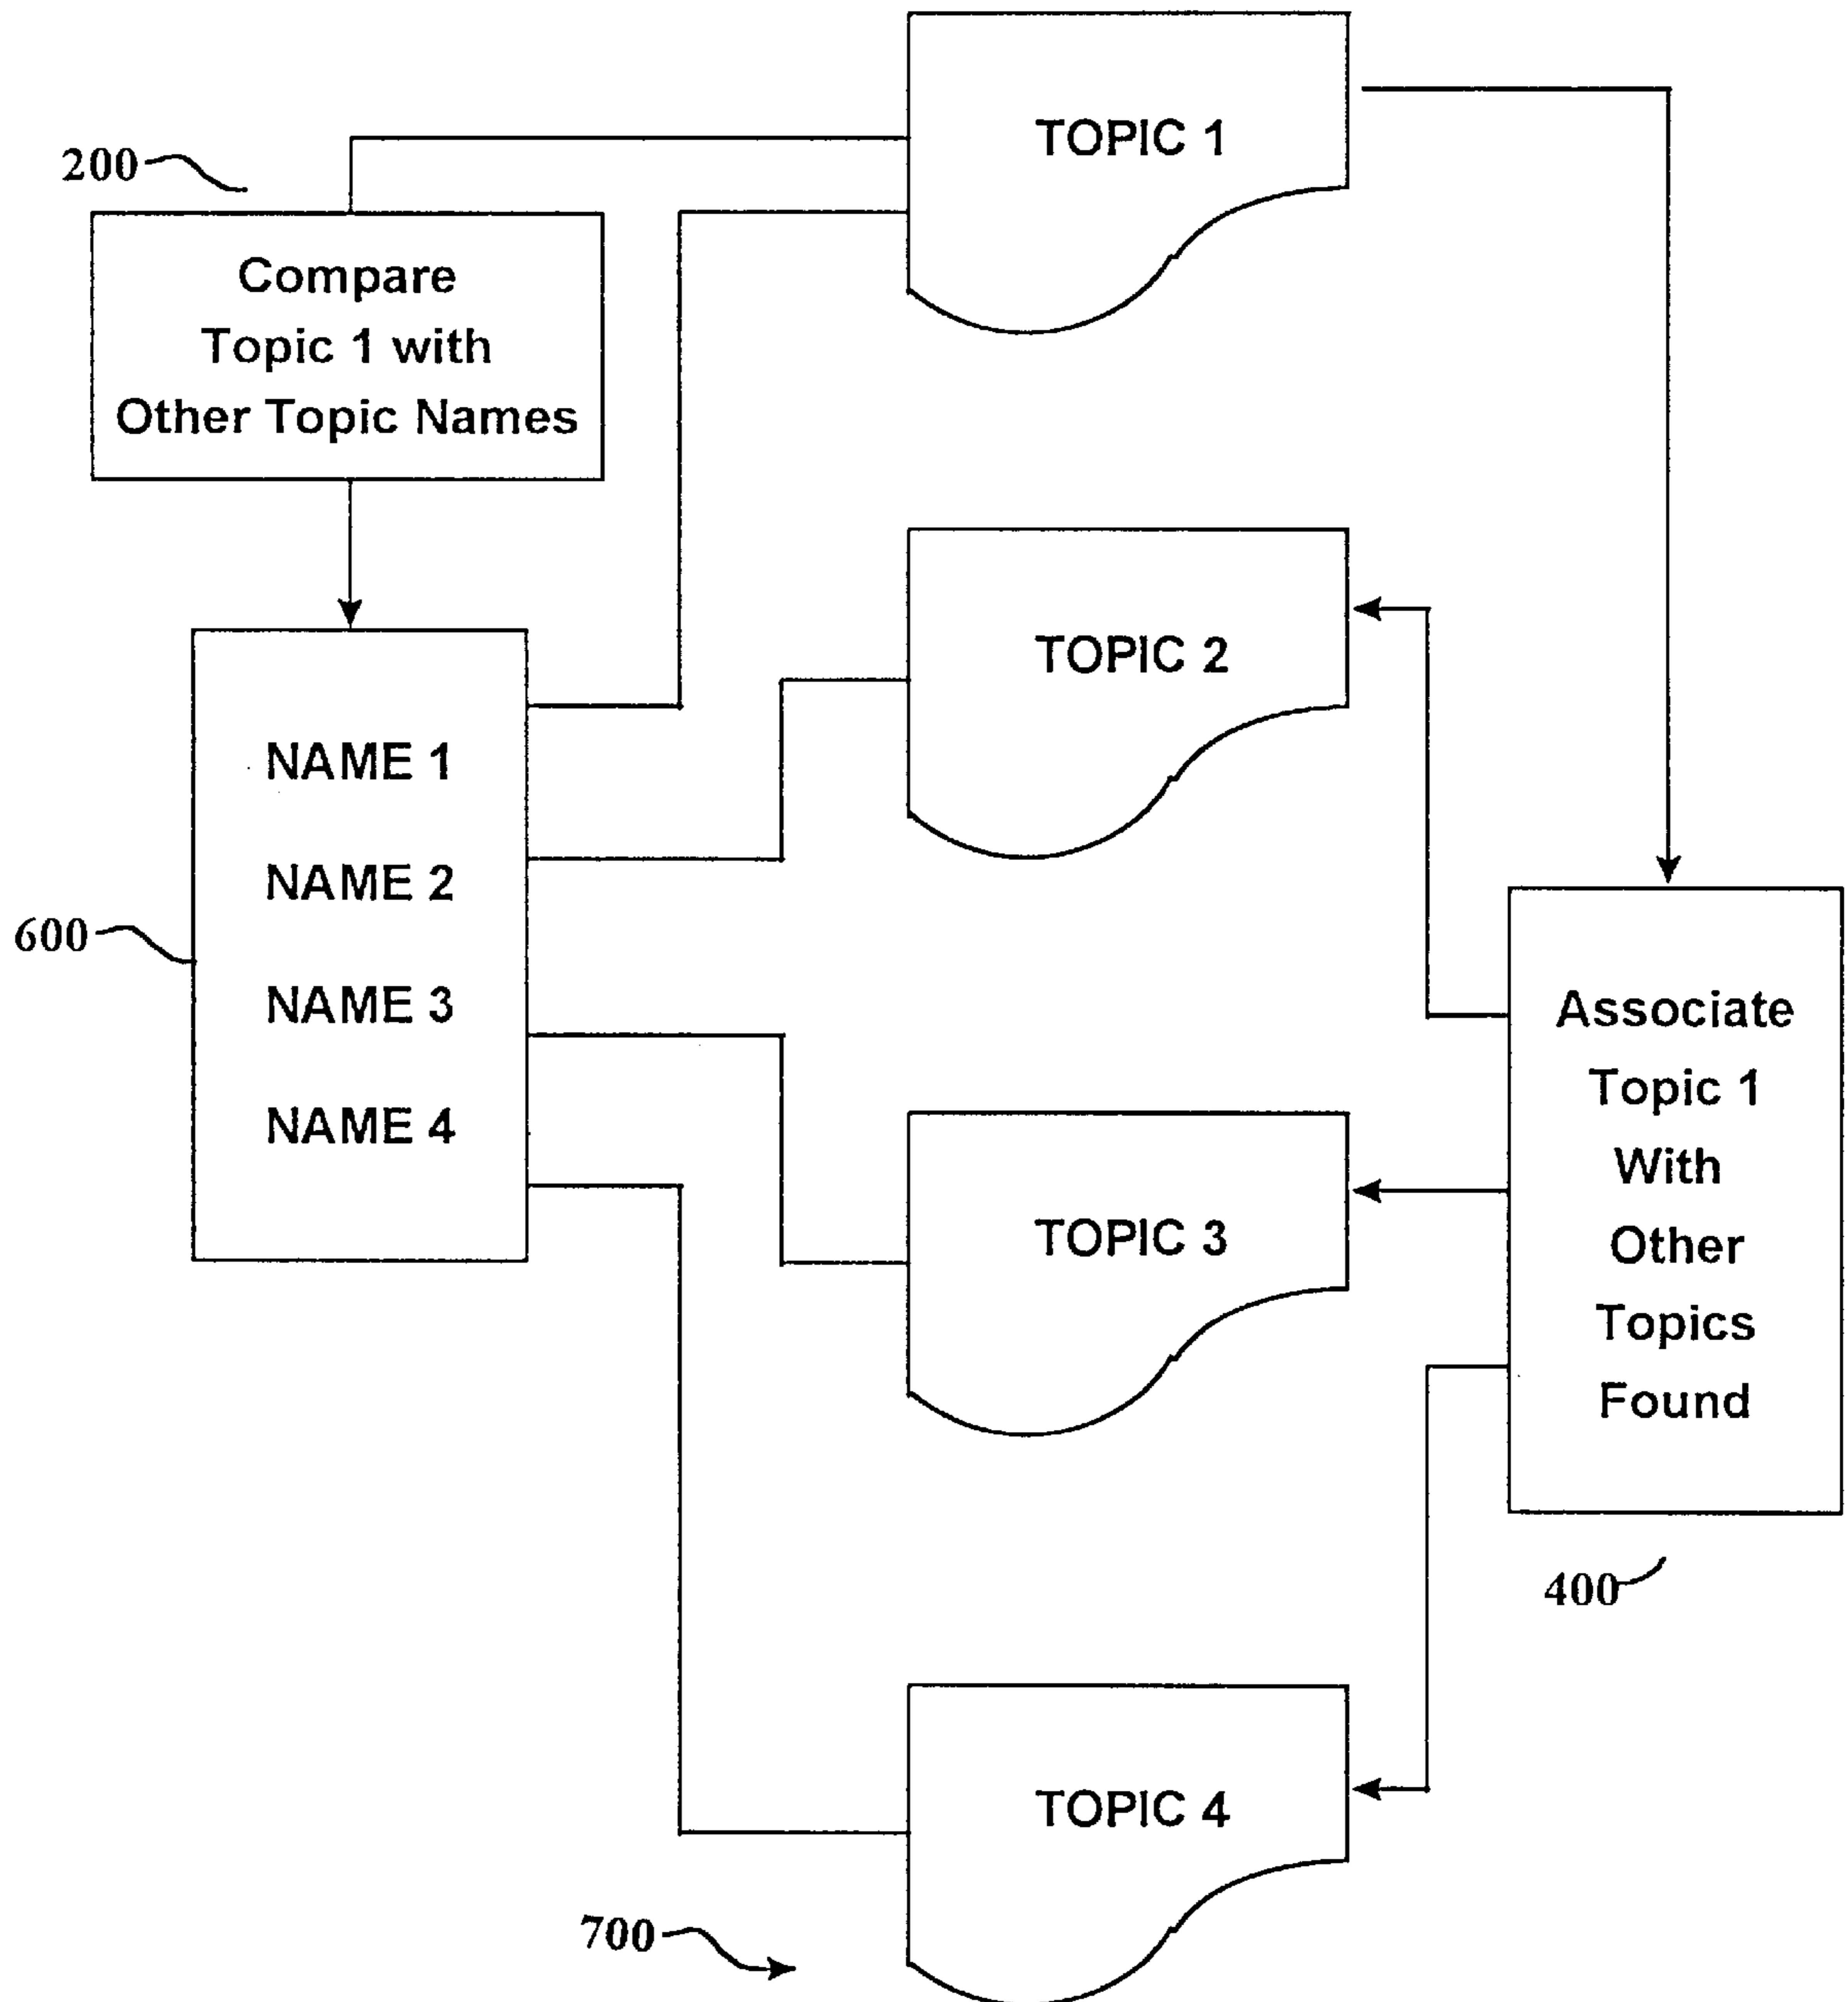 TOPIC 1
200
Compare
Topic 1 with
Other Topic Names
TOPIC 2
NAME 1
NAME 2
600
NAME 3
NAME 4
Associate
Topic 1
With
Other
Topics
Found
TOPIC 3
400
TOPIC 4
700